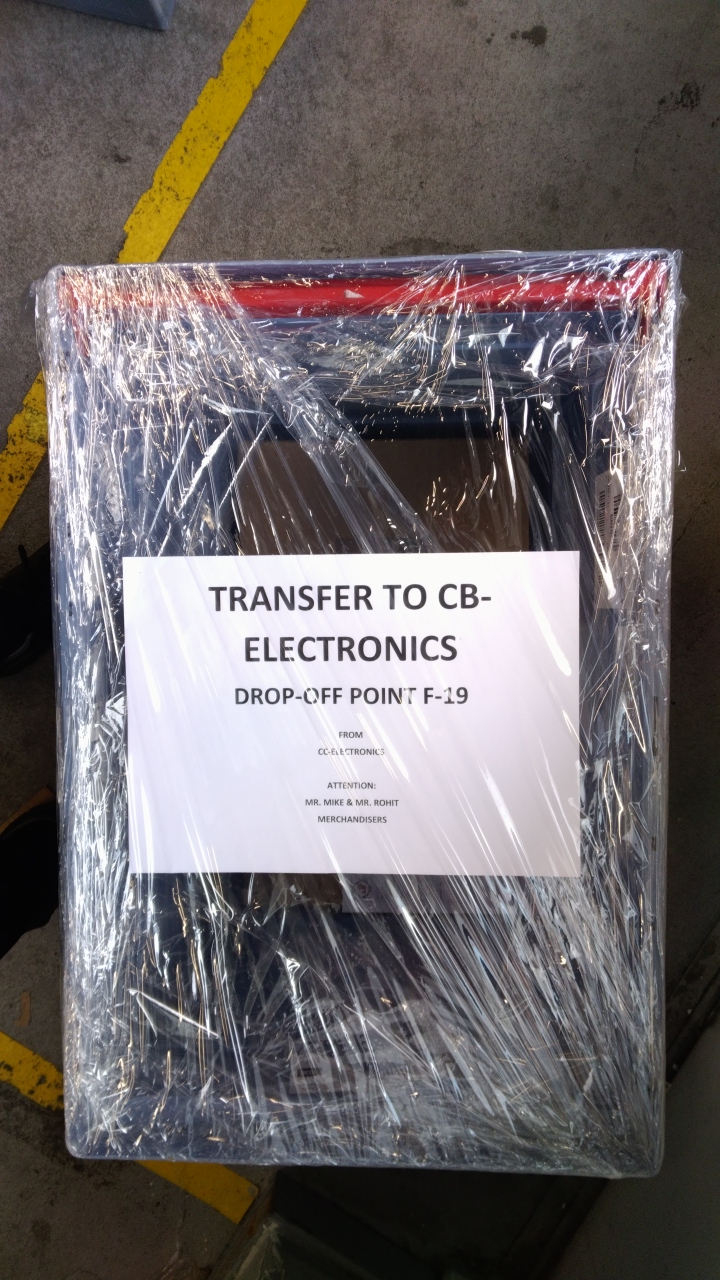 TRANSFER TO CB-
ELECTRONICS
DROP-OFF POINT F-19
FROM
CC-ELECTRONICS
ATTENTION:
MR. MIKE & MR. ROHIT
MERCHANDISERS